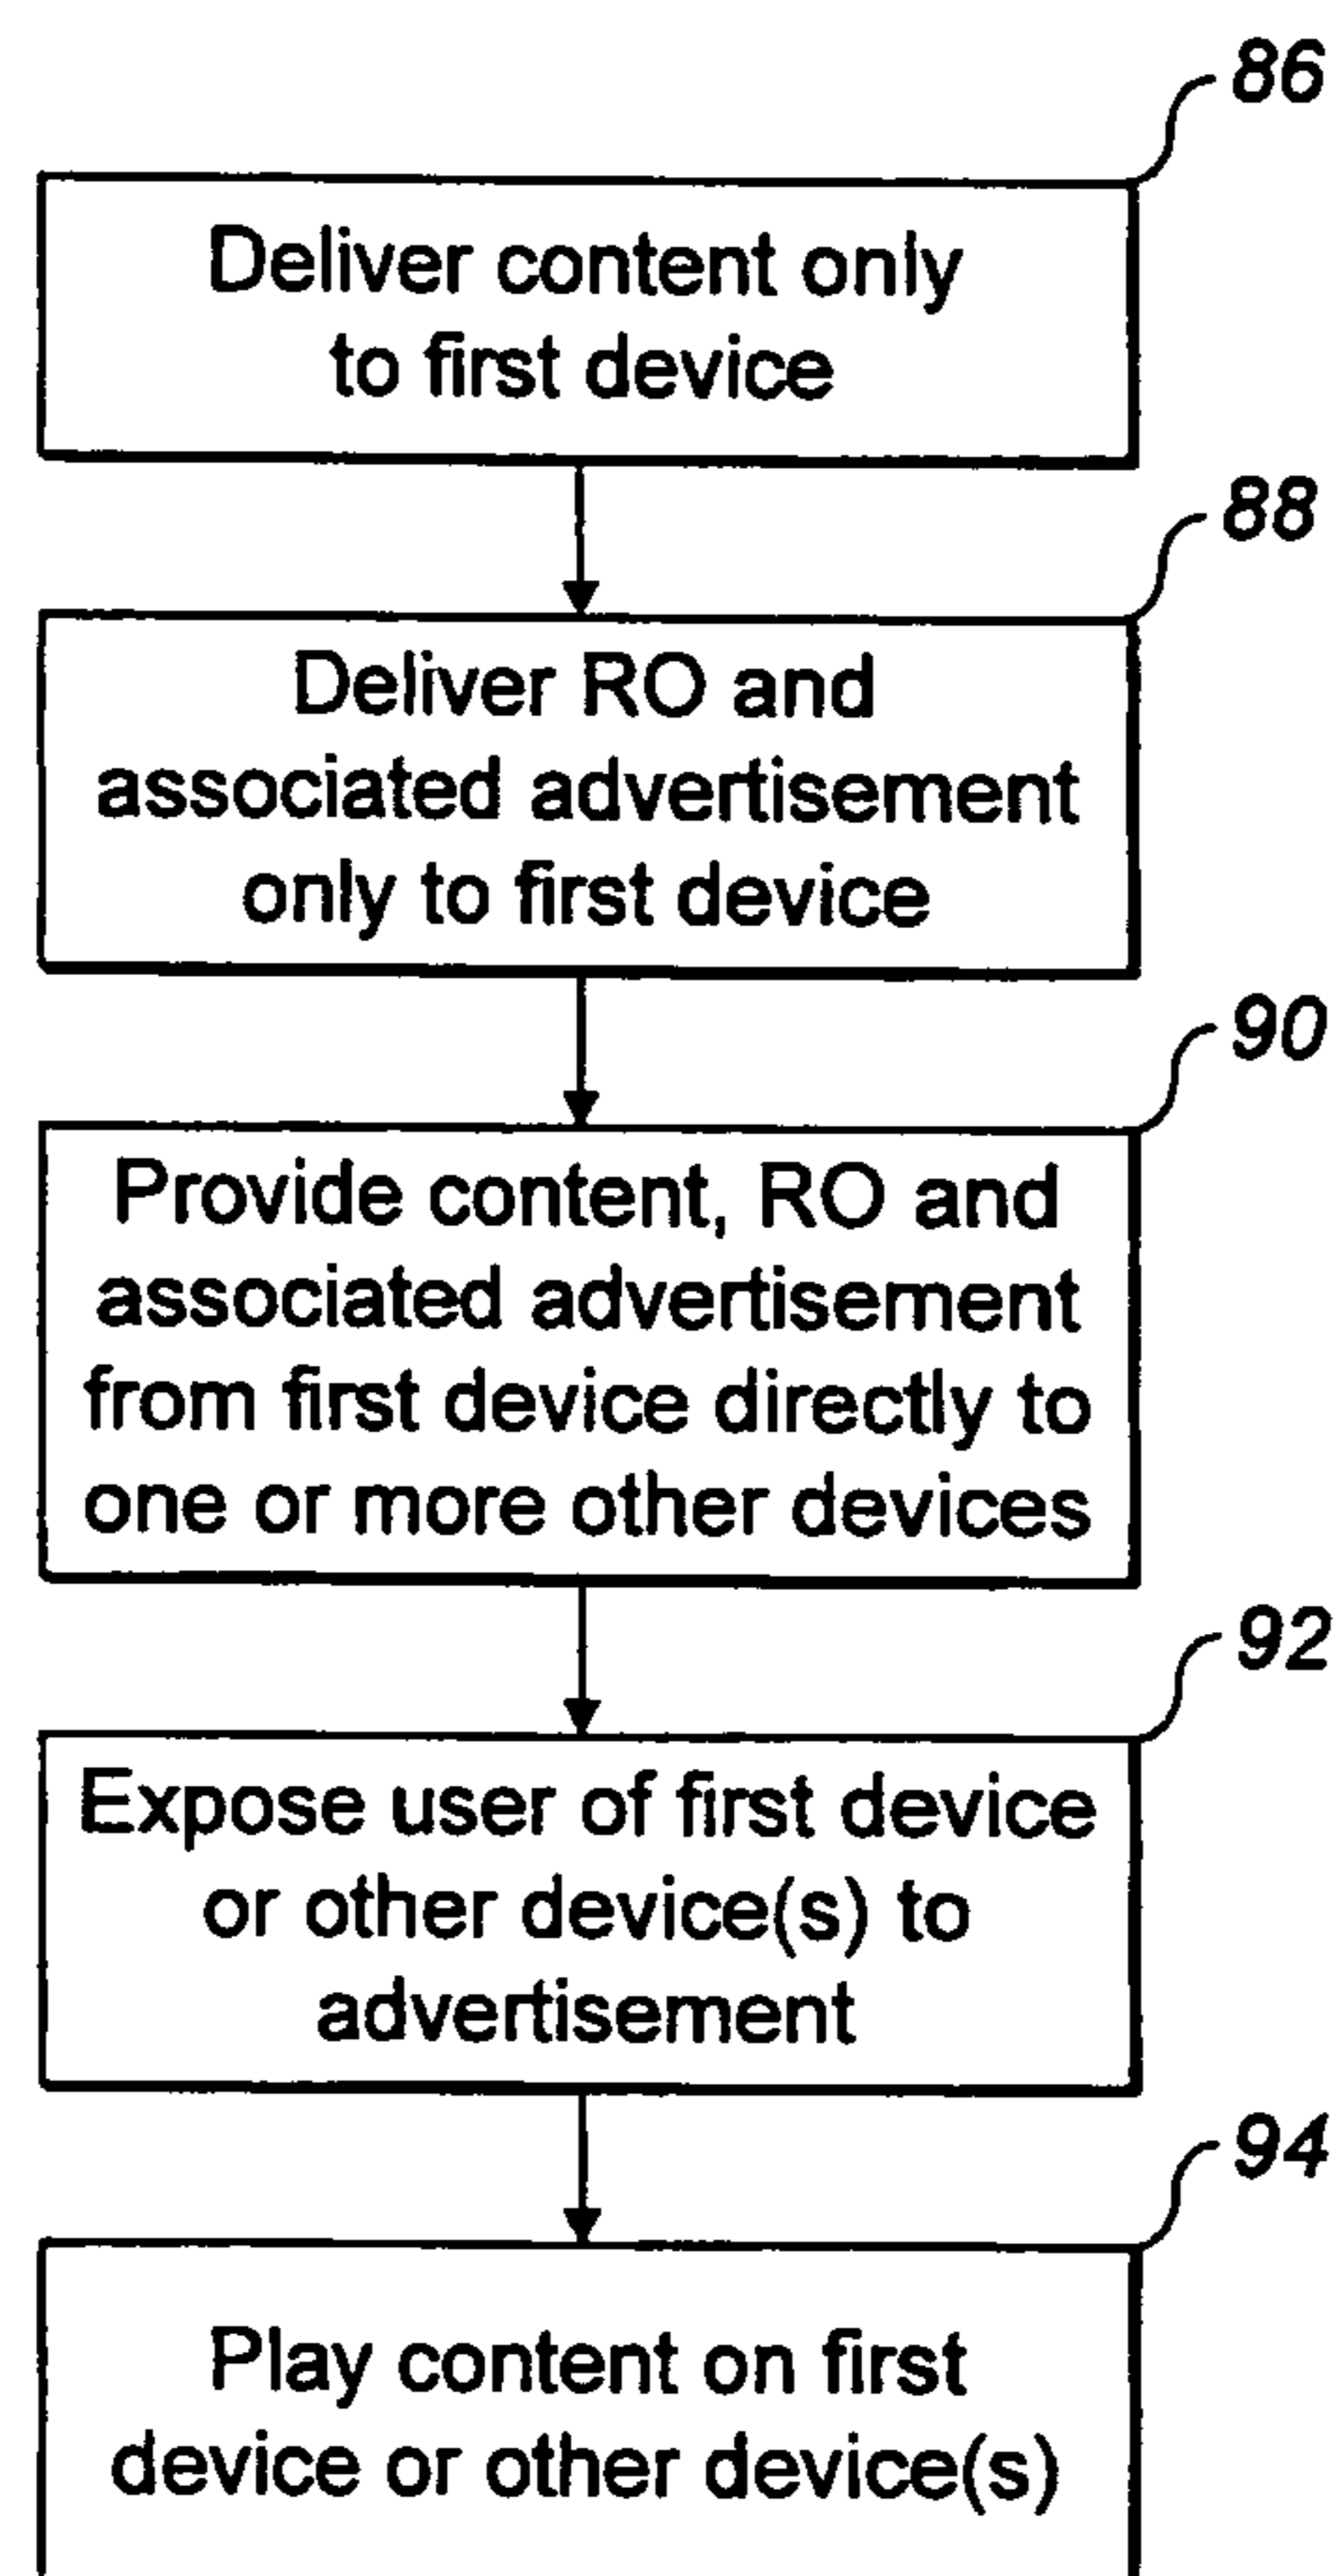 86
Deliver content only
to first device
88
Deliver RO and
associated advertisement
only to first device
90
Provide content, RO and
associated advertisement
from first device directly to
one or more other devices
92
Expose user of first device
or other device(s) to
advertisement
94
Play content on first
device or other device(s)